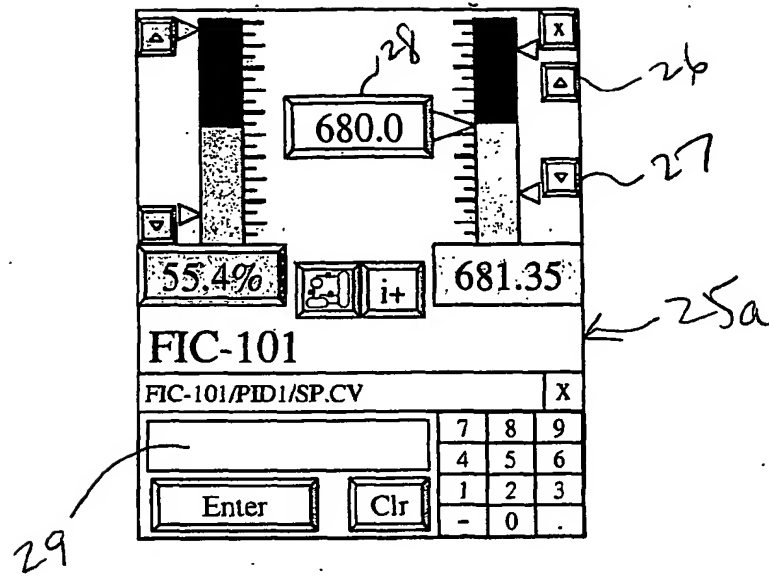 28
X
26
680.0
27
55.4% i+ 681.35
25a
FIC-101
FIC-101/PID1/SP.CV X
7 8 9
4 5 6
Enter Clr 1 2 3
- 0 .
29